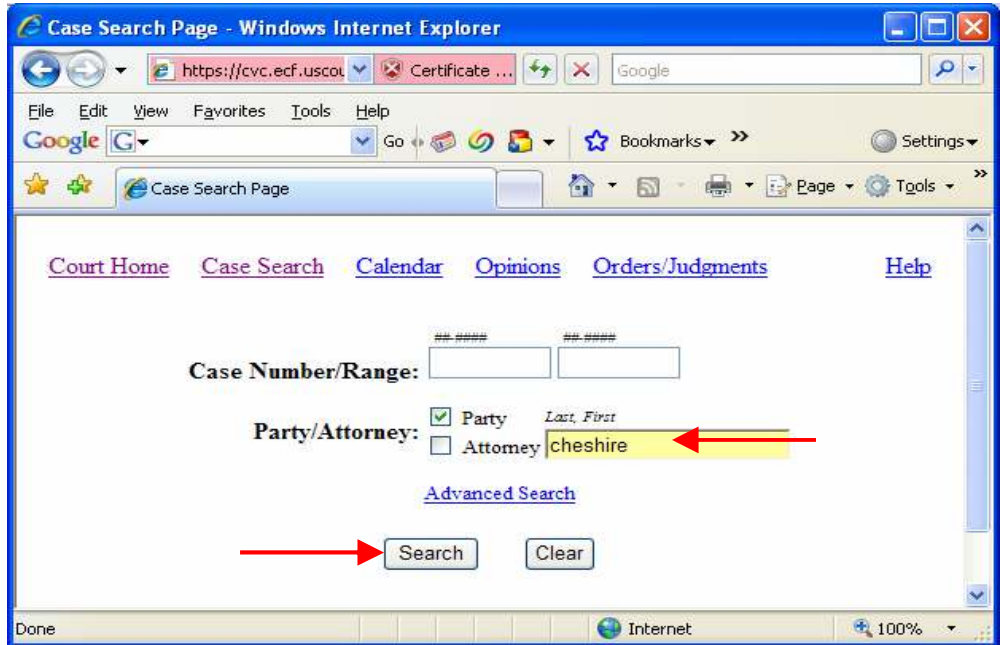 Case Search Page - Windows Internet Explorer
https://cvc.ecf.uscou Certificate ... Google
File Edit View Favorites Tools Help
Google G Go Bookmarks >> Settings
Case Search Page Page Tools >>
Court Home Case Search Calendar Opinions Orders/Judgments Help
##-#### ##-####
Case Number/Range:
Party Last, First
Party/Attorney:
Attorney cheshire
Advanced Search
Search Clear
Done Internet 100%